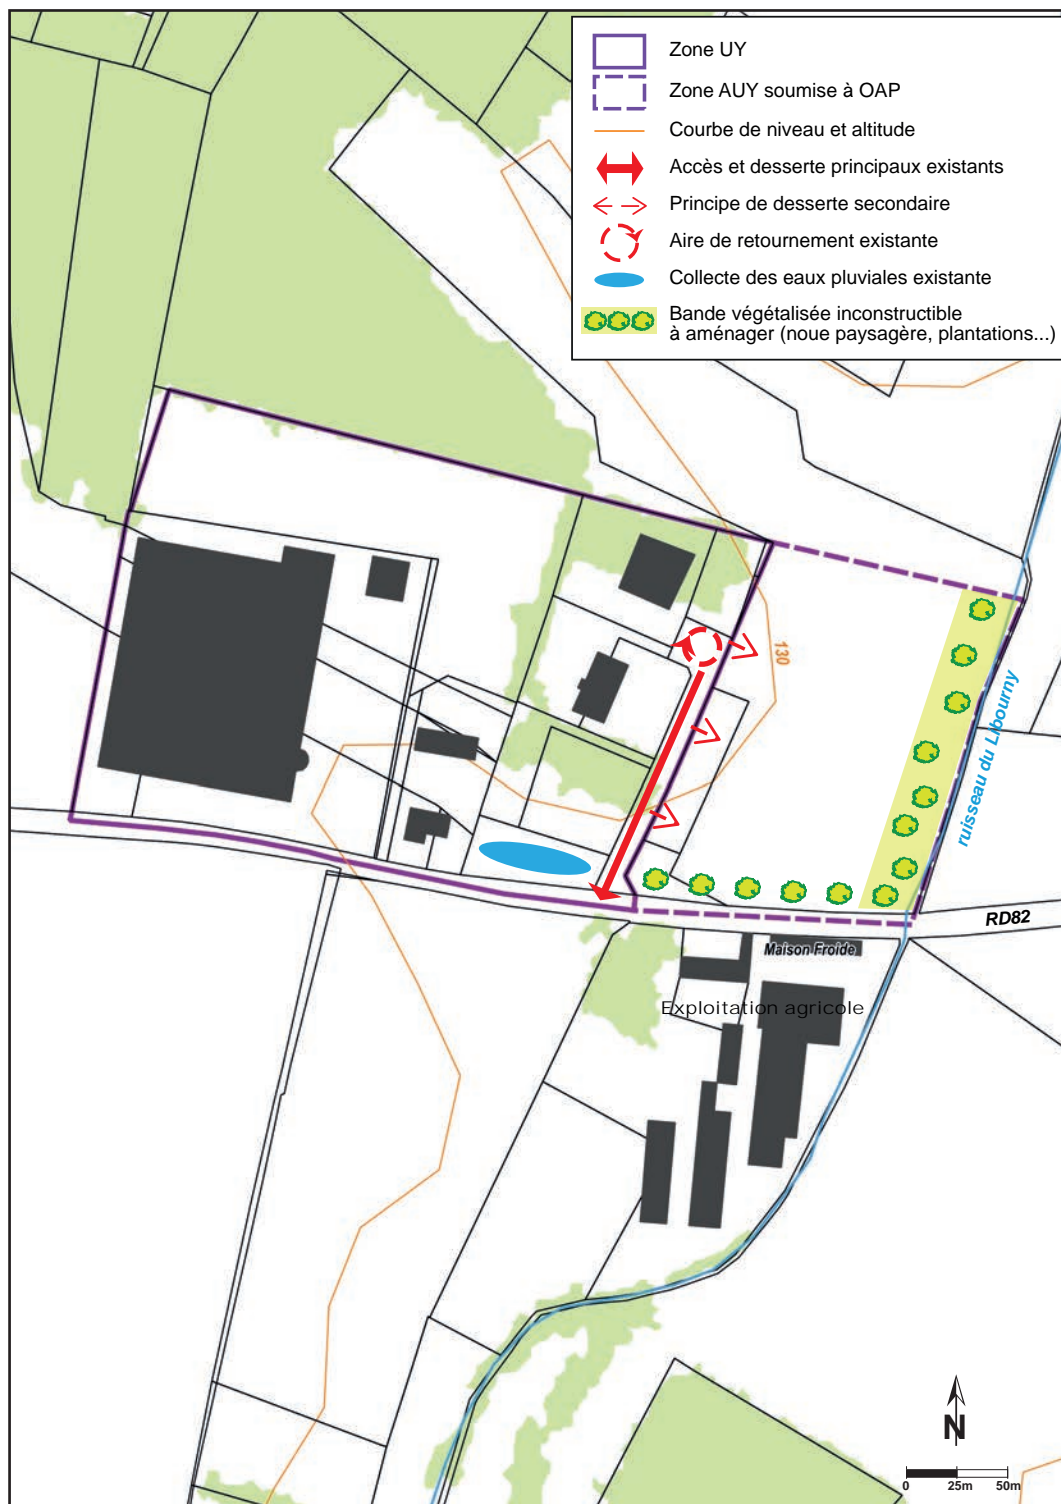 Zone UY
Zone AUY soumise à OAP
Courbe de niveau et altitude
Accès et desserte principaux existants
Principe de desserte secondaire
Aire de retournement existante
Collecte des eaux pluviales existante
Bande végétalisée inconstructible
à aménager (noue paysagère, plantations...)
130
ruisseau du Libourny
RD82
Maison Froide
Exploitation agricole
N
0 25m 50m